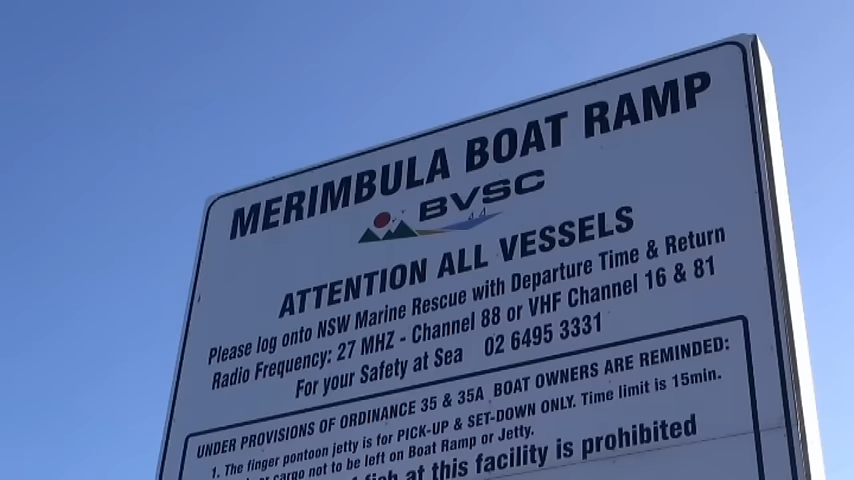 MERIMBULA BOAT RAMP
BVSC
ATTENTION ALL VESSELS
Please log onto NSW Marine Rescue with Departure Time & Return
Radio Frequency: 27 MHZ - Channel 88 or VHF Channel 16 & 81
For your Safety at Sea 02 6495 3331
UNDER PROVISIONS OF ORDINANCE 35 & 35A BOAT OWNERS ARE REMINDED:
1. The finger pontoon jetty is for PICK-UP & SET-DOWN ONLY. Time limit is 15min.
or cargo not to be left on Boat Ramp or Jetty.
fish at this facility is prohibited